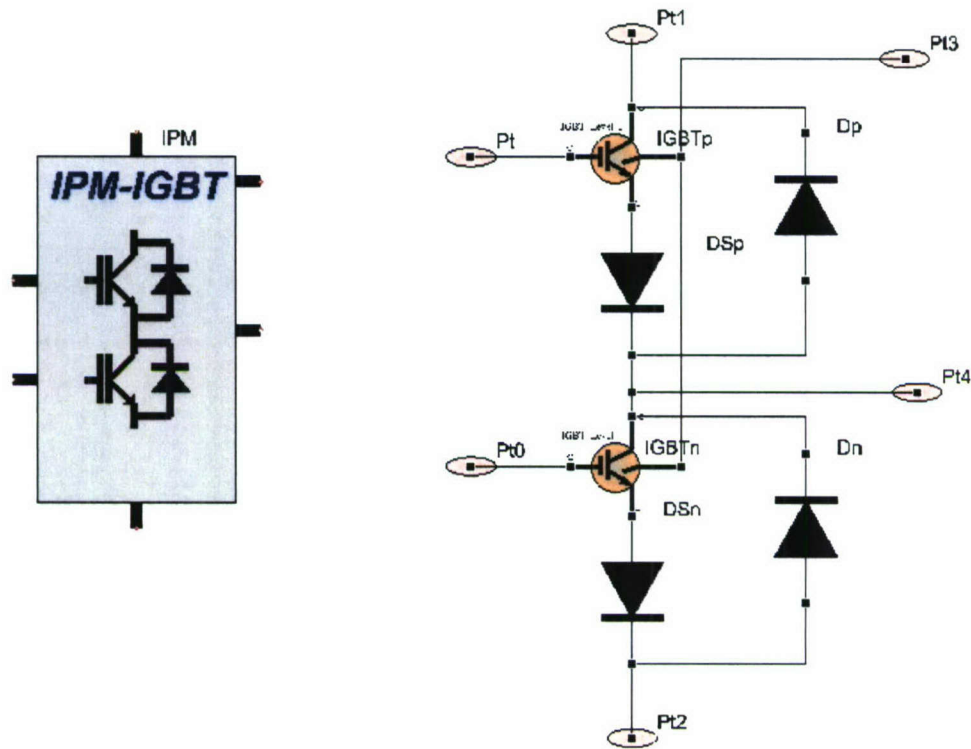 IPM
IPM-IGBT
Pt1
Pt3
Pt
IGBTp
Dp
DSp
Pt4
Pt0
IGBTn
Dn
DSn
Pt2